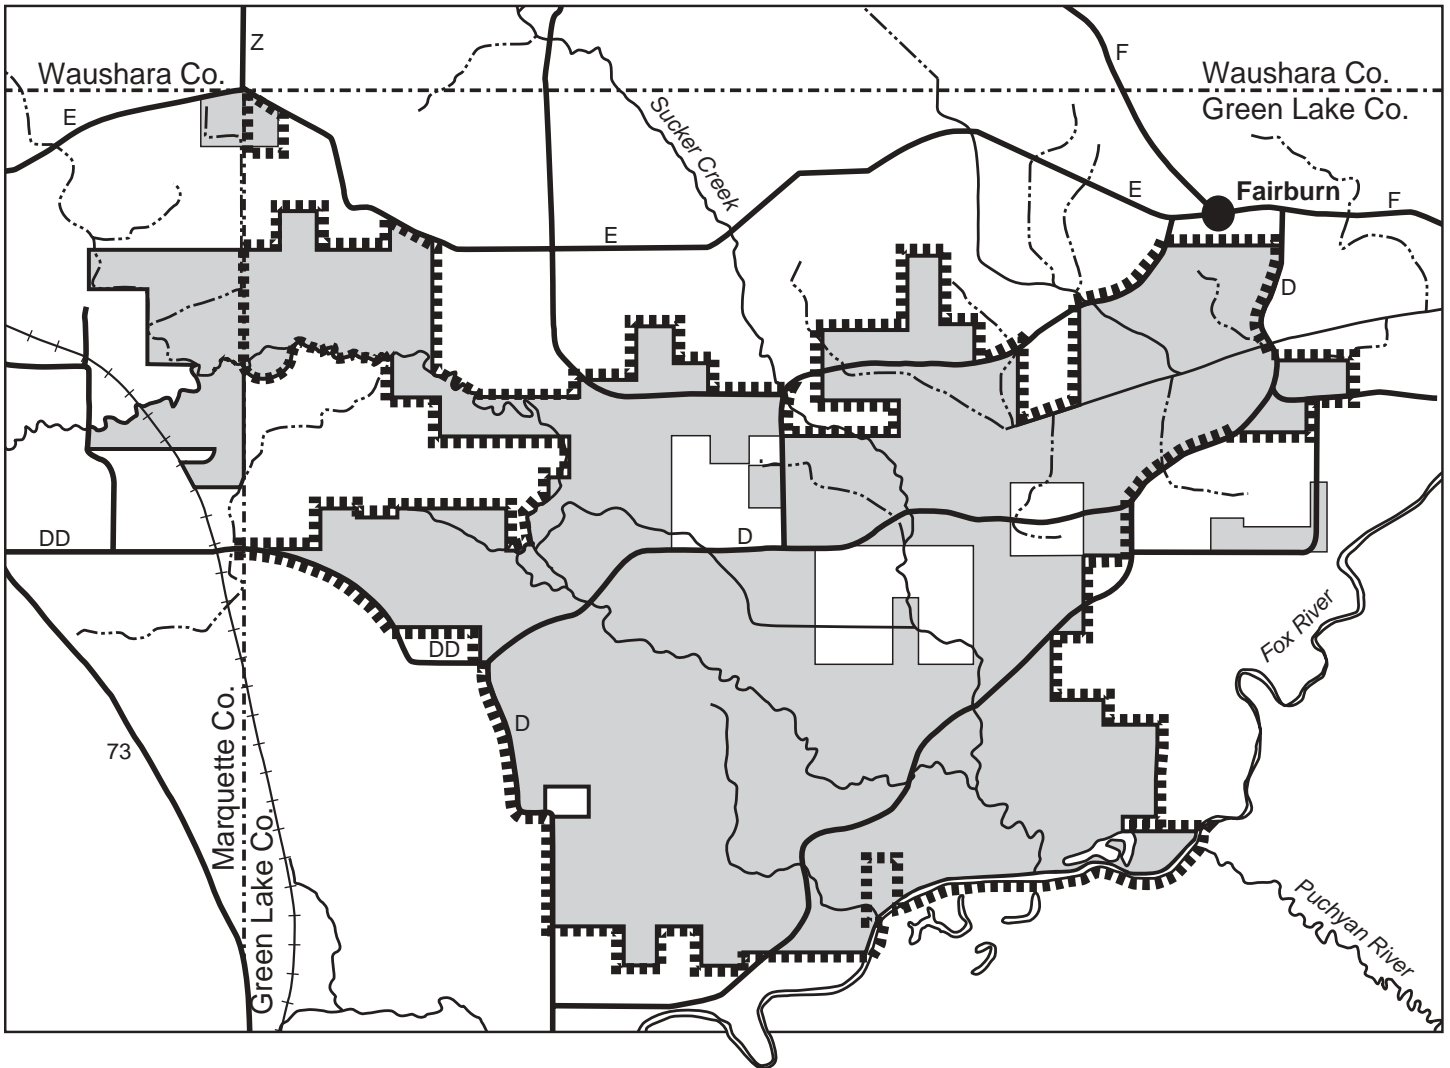 Z
F
Waushara Co.
Waushara Co.
Green Lake Co.
E
Sucker Creek
E
Fairburn
F
E
D
DD
D
Fox River
DD
D
73
Marquette Co.
Green Lake Co.
Puchyan River